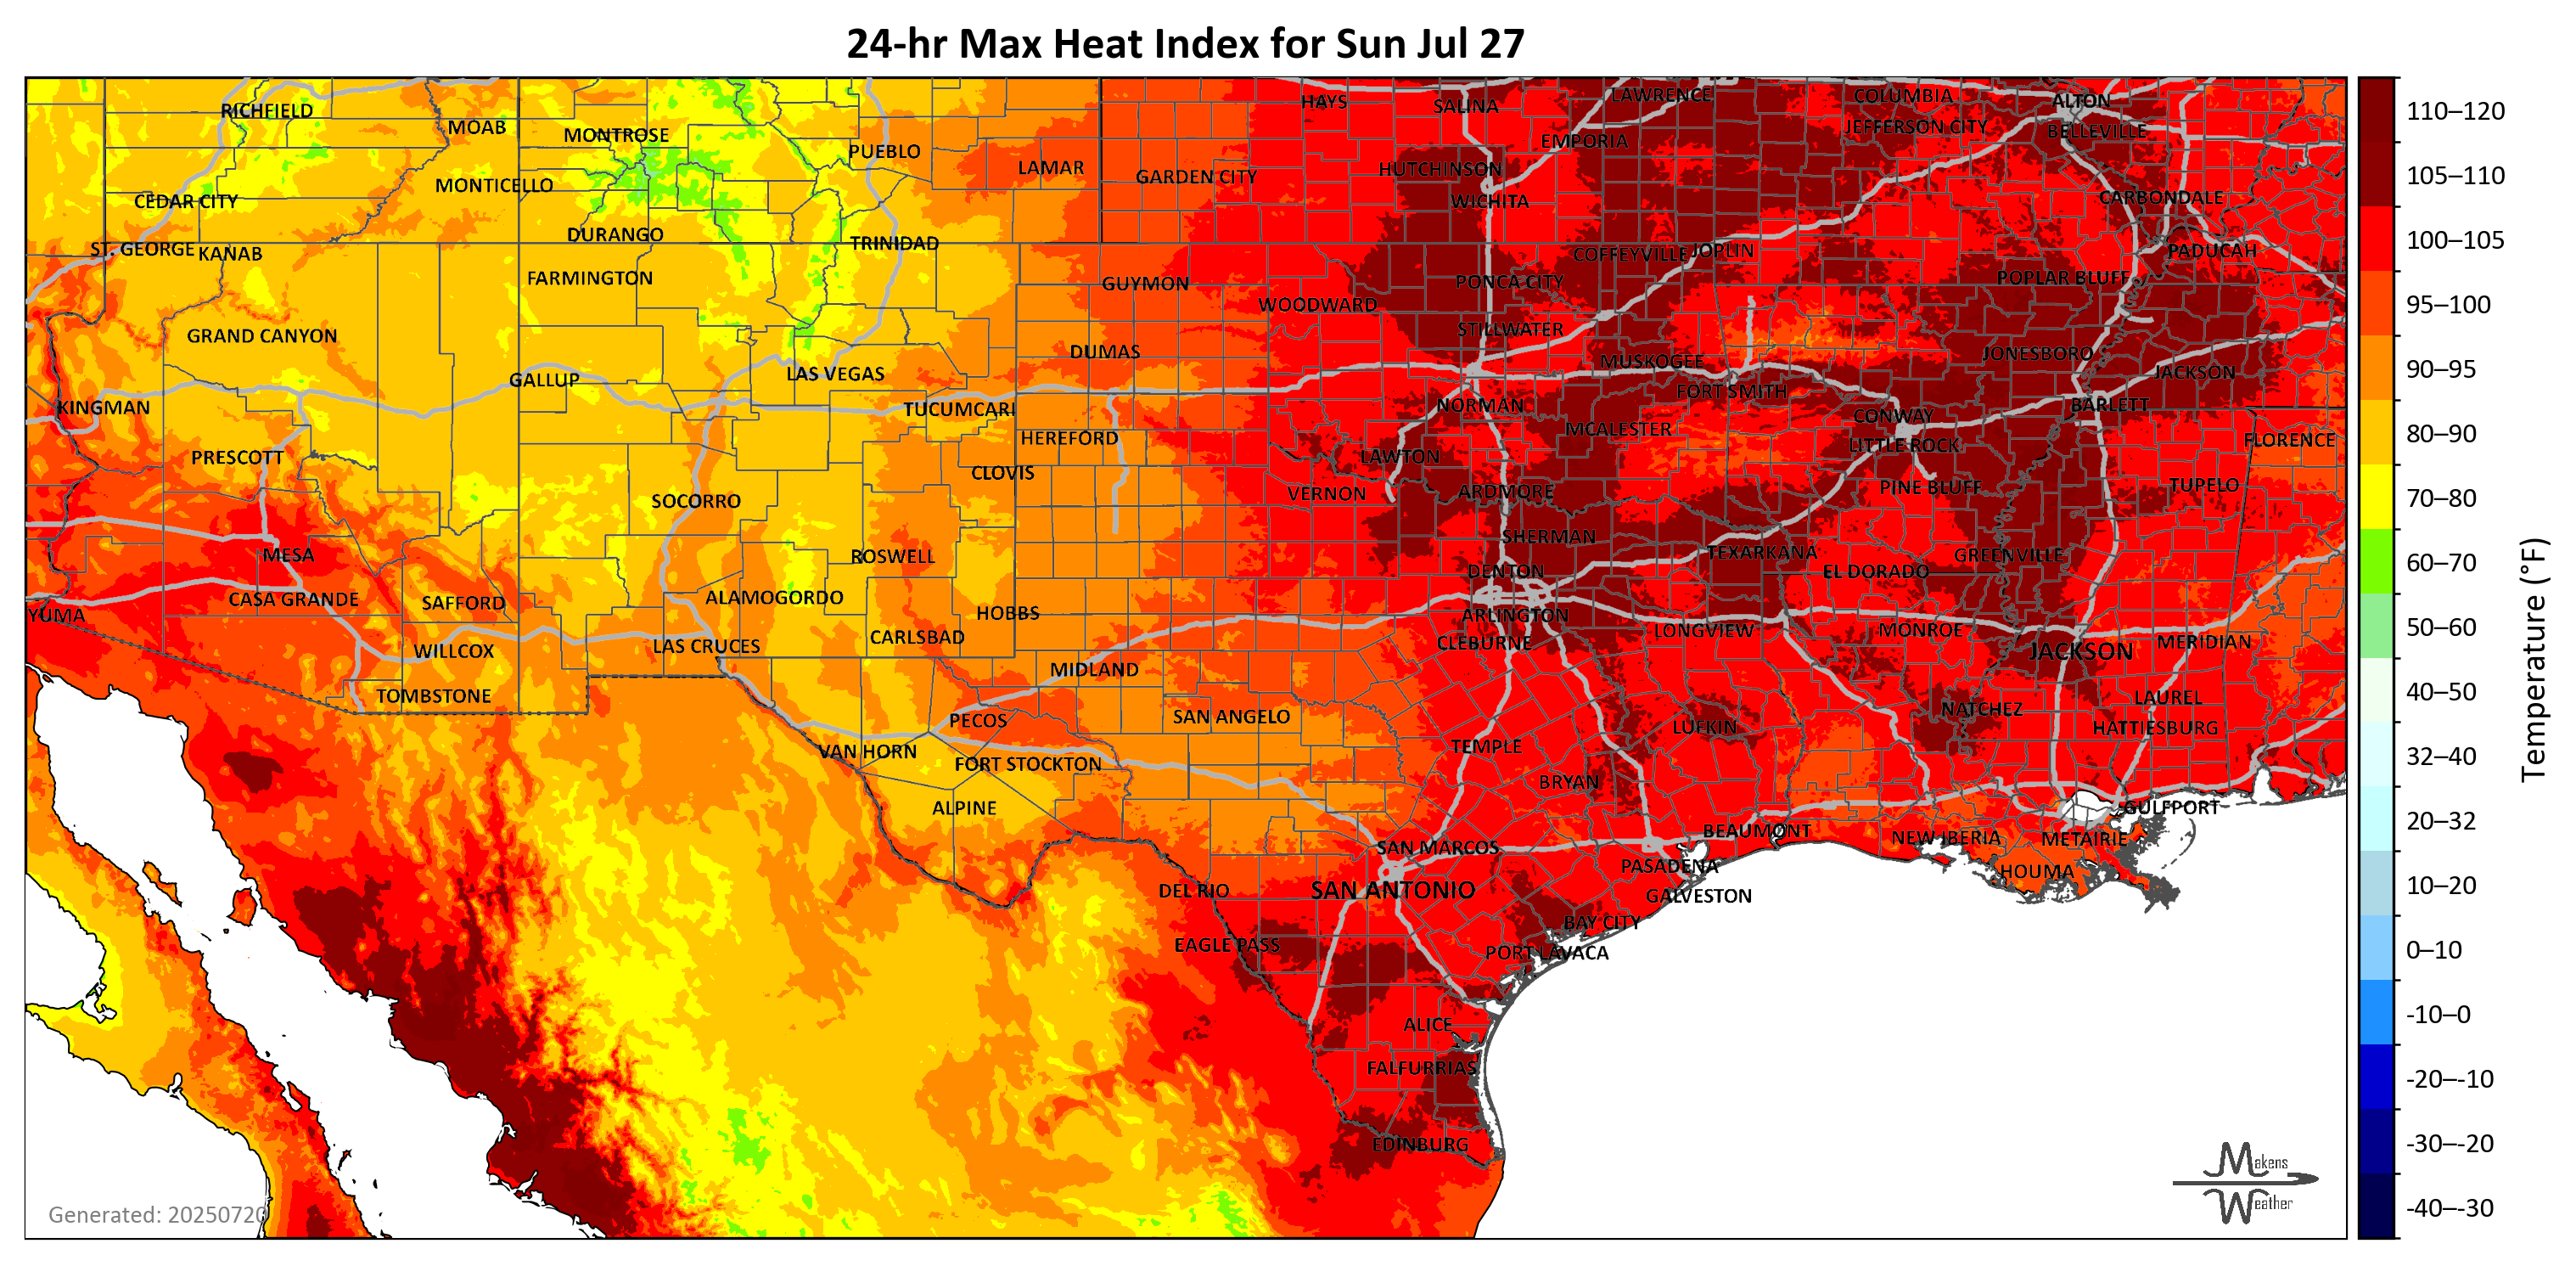 24-hr Max Heat Index for Sun Jul 27
RICHFIELD
MOAB
MONTROSE
PUEBLO
LAMAR
GARDEN CITY
HAYS
SALINA
LAWRENCE
COLUMBIA
ALTON
JEFFERSON CITY
BELLEVILLE
EMPORIA
HUTCHINSON
WICHITA
CARBONDALE
CEDAR CITY
MONTICELLO
DURANGO
TRINIDAD
ST. GEORGE
KANAB
FARMINGTON
GUYMON
WOODWARD
PONCA CITY
COFFEYVILLE
JOPLIN
POPLAR BLUFF
PADUCAH
GRAND CANYON
DUMAS
STILLWATER
MUSKOGEE
JONESBORO
JACKSON
GALLUP
LAS VEGAS
FORT SMITH
KINGMAN
TUCUMCARI
NORMAN
CONWAY
BARLETT
HEREFORD
MCALESTER
LITTLE ROCK
FLORENCE
PRESCOTT
CLOVIS
LAWTON
SOCORRO
VERNON
ARDMORE
PINE BLUFF
TUPELO
MESA
ROSWELL
SHERMAN
TEXARKANA
GREENVILLE
DENTON
EL DORADO
YUMA
CASA GRANDE
SAFFORD
ALAMOGORDO
HOBBS
ARLINGTON
WILLCOX
LAS CRUCES
CARLSBAD
CLEBURNE
LONGVIEW
MONROE
JACKSON
MERIDIAN
TOMBSTONE
MIDLAND
PECOS
SAN ANGELO
LUFKIN
NATCHEZ
LAUREL
HATTIESBURG
VAN HORN
FORT STOCKTON
TEMPLE
BRYAN
ALPINE
SAN MARCOS
BEAUMONT
NEW IBERIA
METAIRIE
GULFPORT
PASADENA
HOUMA
DEL RIO
SAN ANTONIO
GALVESTON
EAGLE PASS
BAY CITY
PORT LAVACA
ALICE
FALFURRIAS
EDINBURG
Generated: 20250720
Makens
Weather
110–120
105–110
100–105
95–100
90–95
80–90
70–80
60–70
50–60
40–50
32–40
20–32
10–20
0–10
-10–0
-20–-10
-30–-20
-40–-30
Temperature (°F)